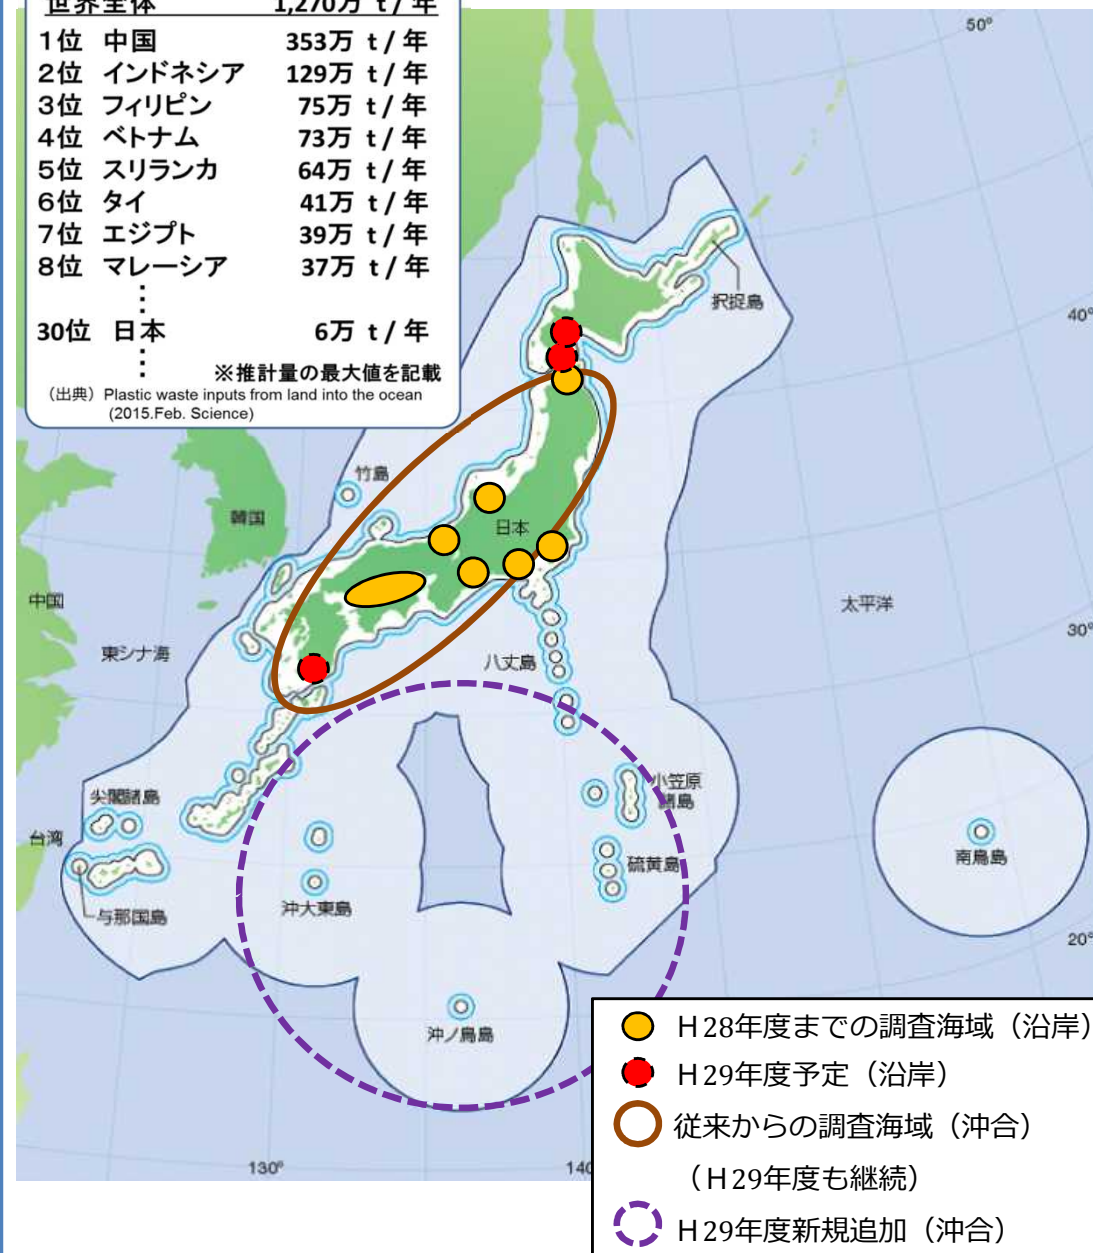 世界全体 1,270万 t / 年
1位 中国 353万 t / 年
2位 インドネシア 129万 t / 年
3位 フィリピン 75万 t / 年
4位 ベトナム 73万 t / 年
5位 スリランカ 64万 t / 年
6位 タイ 41万 t / 年
7位 エジプト 39万 t / 年
8位 マレーシア 37万 t / 年
⋮
30位 日本 6万 t / 年
⋮
※推計量の最大値を記載
（出典）Plastic waste inputs from land into the ocean
(2015.Feb. Science)
50°
択捉島
40°
竹島
韓国
日本
中国
太平洋
30°
東シナ海
八丈島
小笠原
諸島
尖閣諸島
台湾
硫黄島
南鳥島
与那国島
沖大東島
20°
沖ノ鳥島
130°
140
Ｈ28年度までの調査海域（沿岸）
Ｈ29年度予定（沿岸）
従来からの調査海域（沖合）
（Ｈ29年度も継続）
Ｈ29年度新規追加（沖合）